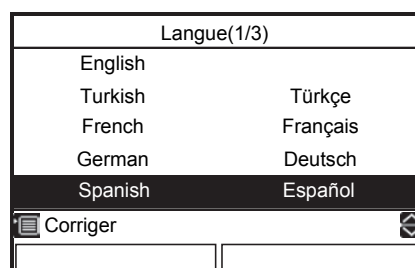 Langue(1/3)
English
Turkish Türkçe
French Français
German Deutsch
Spanish Español
Corriger